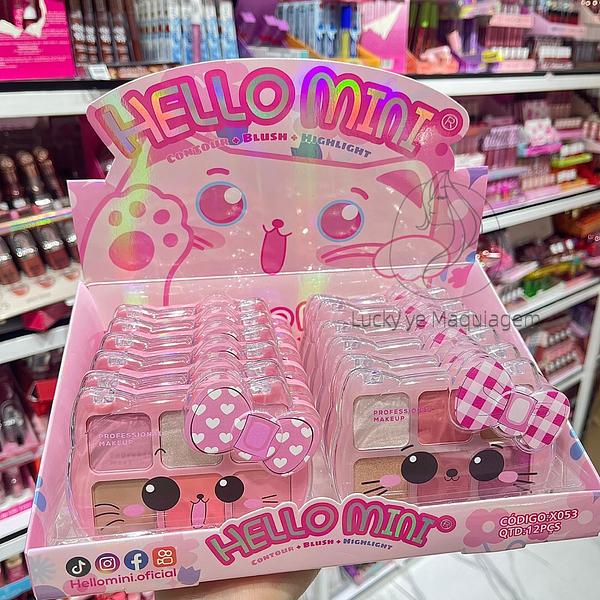 HELLO MINI®
CONTOUR + BLUSH + HIGHLIGHT
Lucky ye Maquiagem
PROFESSIONAL
MAKEUP
PROFESSIONAL
MAKEUP
HELLO MINI®
CONTOUR + BLUSH + HIGHLIGHT
CÓDIGO:X053
QTD:12PÇS
Hellomini.oficial